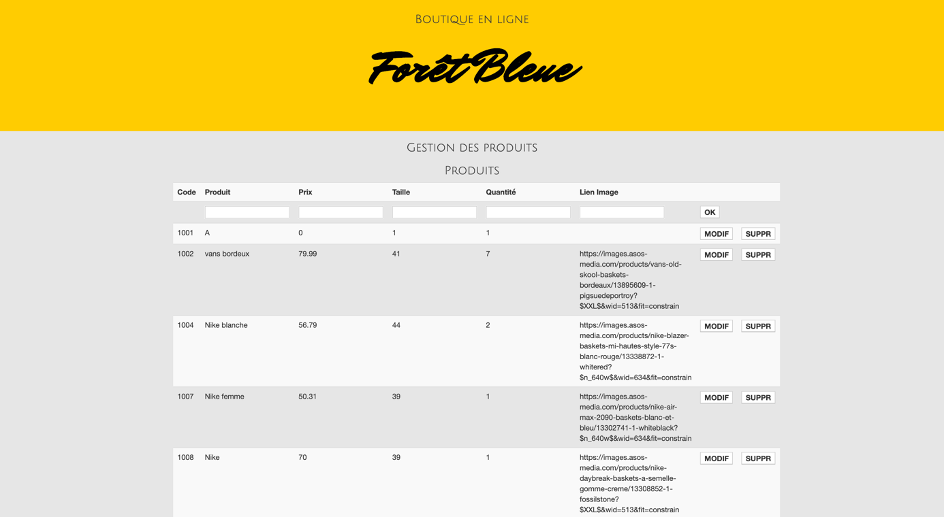 Boutique en ligne
Forêt Bleue
Gestion des produits
Produits
Code Produit Prix Taille Quantité Lien Image
OK
1001 A 0 1 1 MODIF SUPPR
1002 vans bordeux 79.99 41 7 https://images.asos- MODIF SUPPR
media.com/products/vans-old-
skool-baskets-
bordeaux/13895609-1-
pigsuedeportroy?
$XXL$&wid=513&fit=constrain
1004 Nike blanche 56.79 44 2 https://images.asos- MODIF SUPPR
media.com/products/nike-blazer-
baskets-mi-hautes-style-77s-
blanc-rouge/13338872-1-
whitered?
$n_640w$&wid=634&fit=constrain
1007 Nike femme 50.31 39 1 https://images.asos- MODIF SUPPR
media.com/products/nike-air-
max-2090-baskets-blanc-et-
bleu/13302741-1-whiteblack?
$n_640w$&wid=634&fit=constrain
1008 Nike 70 39 1 https://images.asos- MODIF SUPPR
media.com/products/nike-
daybreak-baskets-a-semelle-
gomme-creme/13308852-1-
fossilstone?
$XXL$&wid=513&fit=constrain